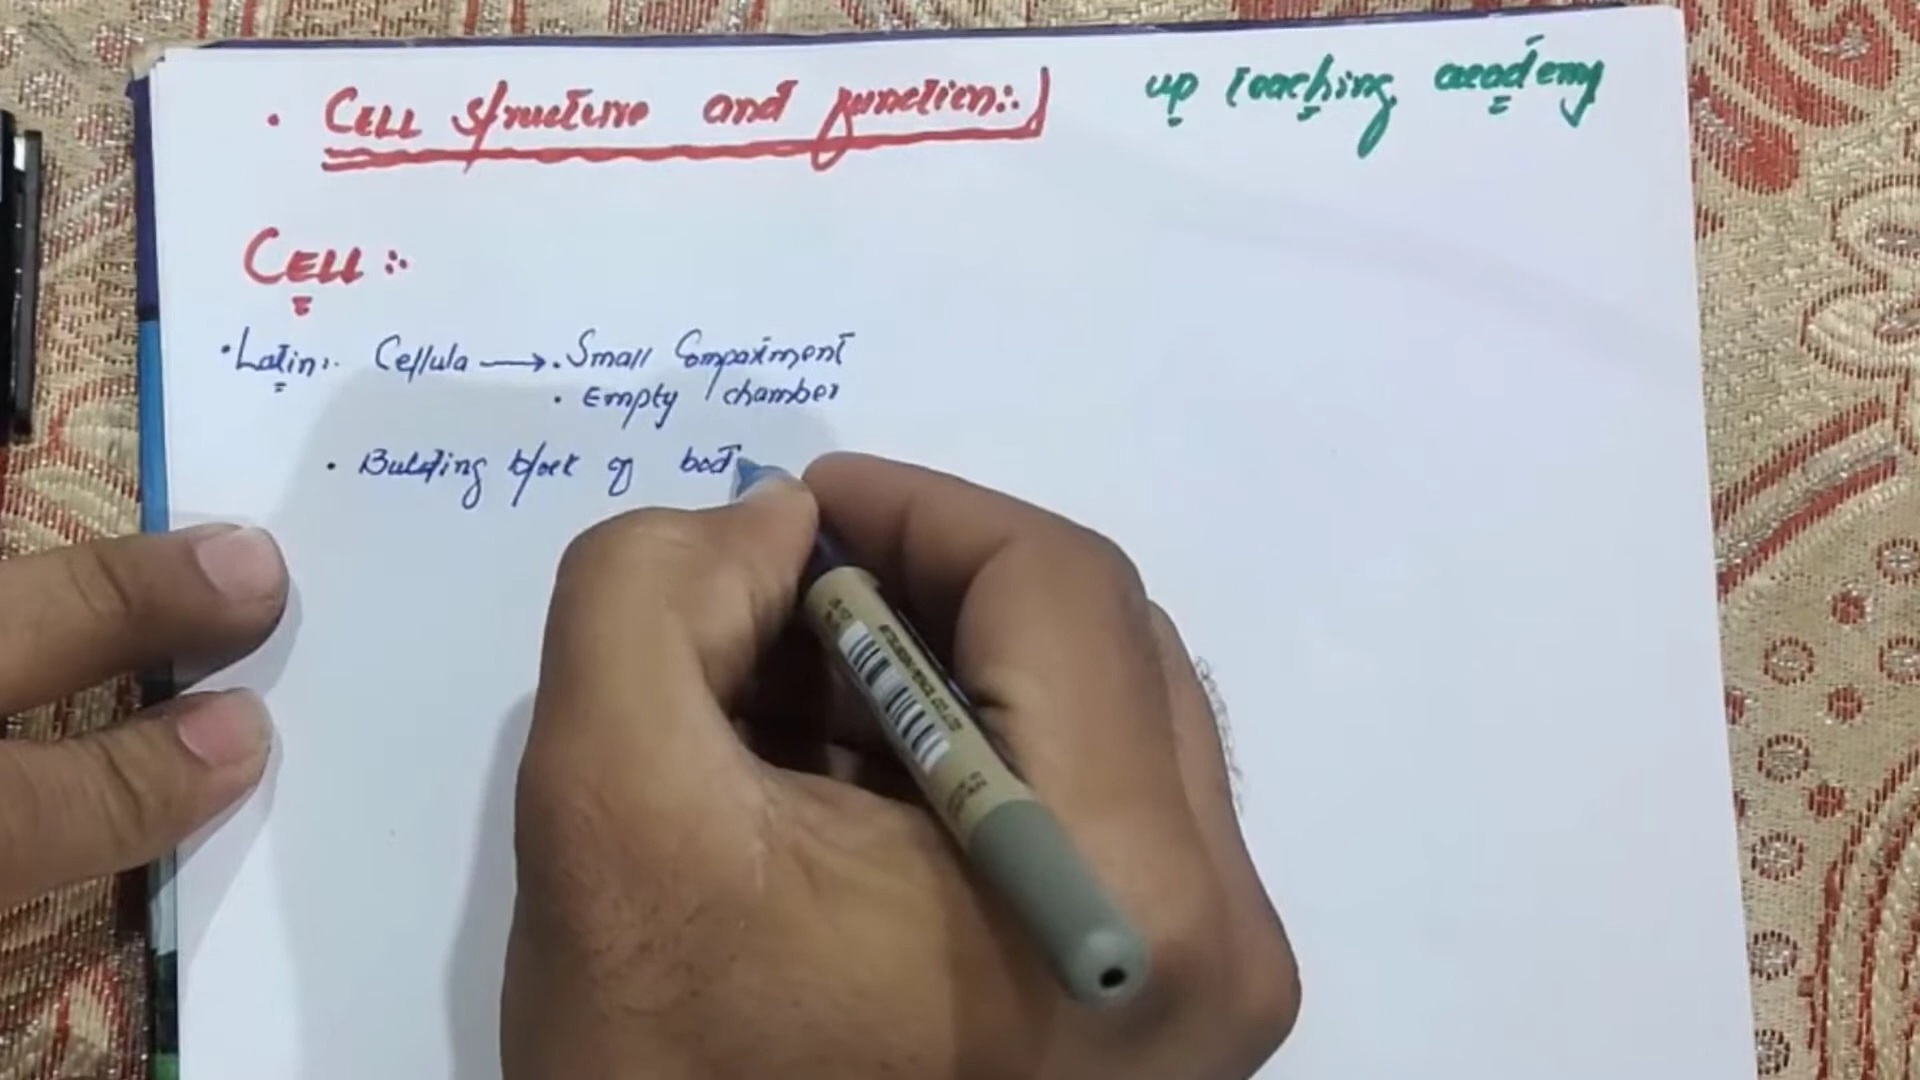 . CELL structure and function:.
up teaching academy
CELL :.
. Latin:. Cellula → . Small Compartment
. Empty chamber
. Building block of bod